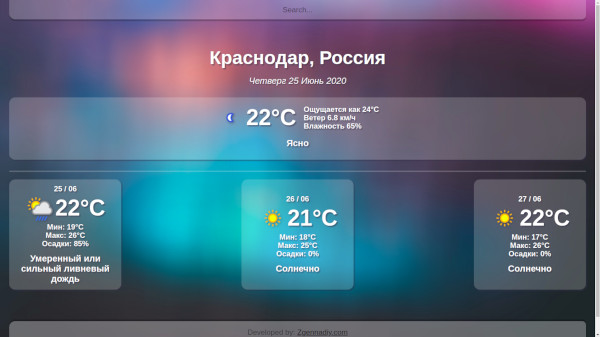 Search...
Краснодар, Россия
Четверг 25 Июнь 2020
22°C
Ощущается как 24°C
Ветер 6.8 км/ч
Влажность 65%
Ясно
25 / 06
22°C
Мин: 19°C
Макс: 26°C
Осадки: 85%
Умеренный или
сильный ливневый
дождь
26 / 06
21°C
Мин: 18°C
Макс: 25°C
Осадки: 0%
Солнечно
27 / 06
22°C
Мин: 17°C
Макс: 26°C
Осадки: 0%
Солнечно
Developed by: Zgennadiy.com